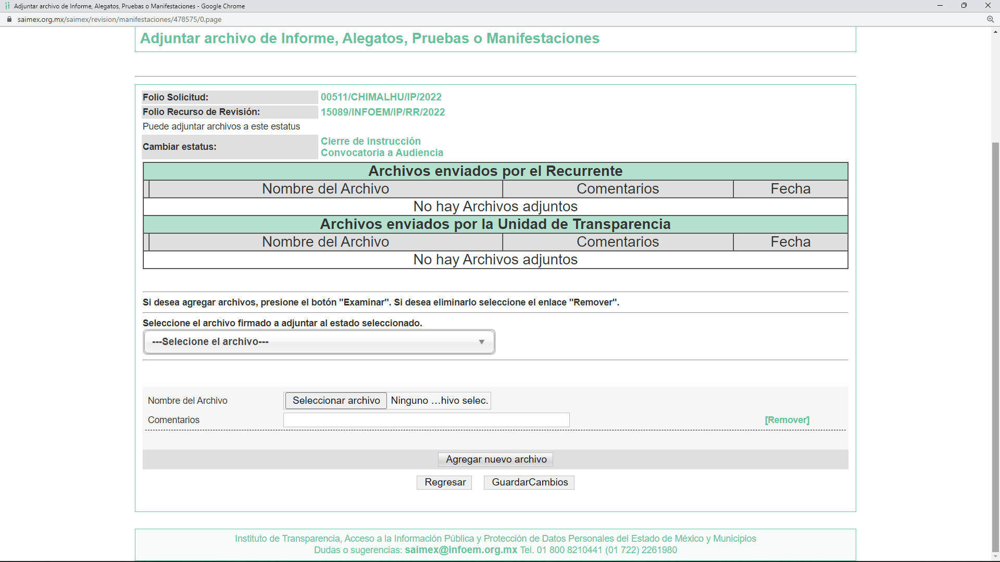 Adjuntar archivo de Informe, Alegatos, Pruebas o Manifestaciones - Google Chrome
saimex.org.mx/saimex/revision/manifestaciones/478575/0.page
Adjuntar archivo de Informe, Alegatos, Pruebas o Manifestaciones
Folio Solicitud: 00511/CHIMALHU/IP/2022
Folio Recurso de Revisión: 15089/INFOEM/IP/RR/2022
Puede adjuntar archivos a este estatus
Cambiar estatus: Cierre de instrucción
Convocatoria a Audiencia
Archivos enviados por el Recurrente
Nombre del Archivo Comentarios Fecha
No hay Archivos adjuntos
Archivos enviados por la Unidad de Transparencia
Nombre del Archivo Comentarios Fecha
No hay Archivos adjuntos
Si desea agregar archivos, presione el botón "Examinar". Si desea eliminarlo seleccione el enlace "Remover".
Seleccione el archivo firmado a adjuntar al estado seleccionado.
---Selecione el archivo---
Nombre del Archivo Seleccionar archivo Ninguno ...hivo selec.
Comentarios [Remover]
Agregar nuevo archivo
Regresar GuardarCambios
Instituto de Transparencia, Acceso a la Información Pública y Protección de Datos Personales del Estado de México y Municipios
Dudas o sugerencias: saimex@infoem.org.mx Tel. 01 800 8210441 (01 722) 2261980